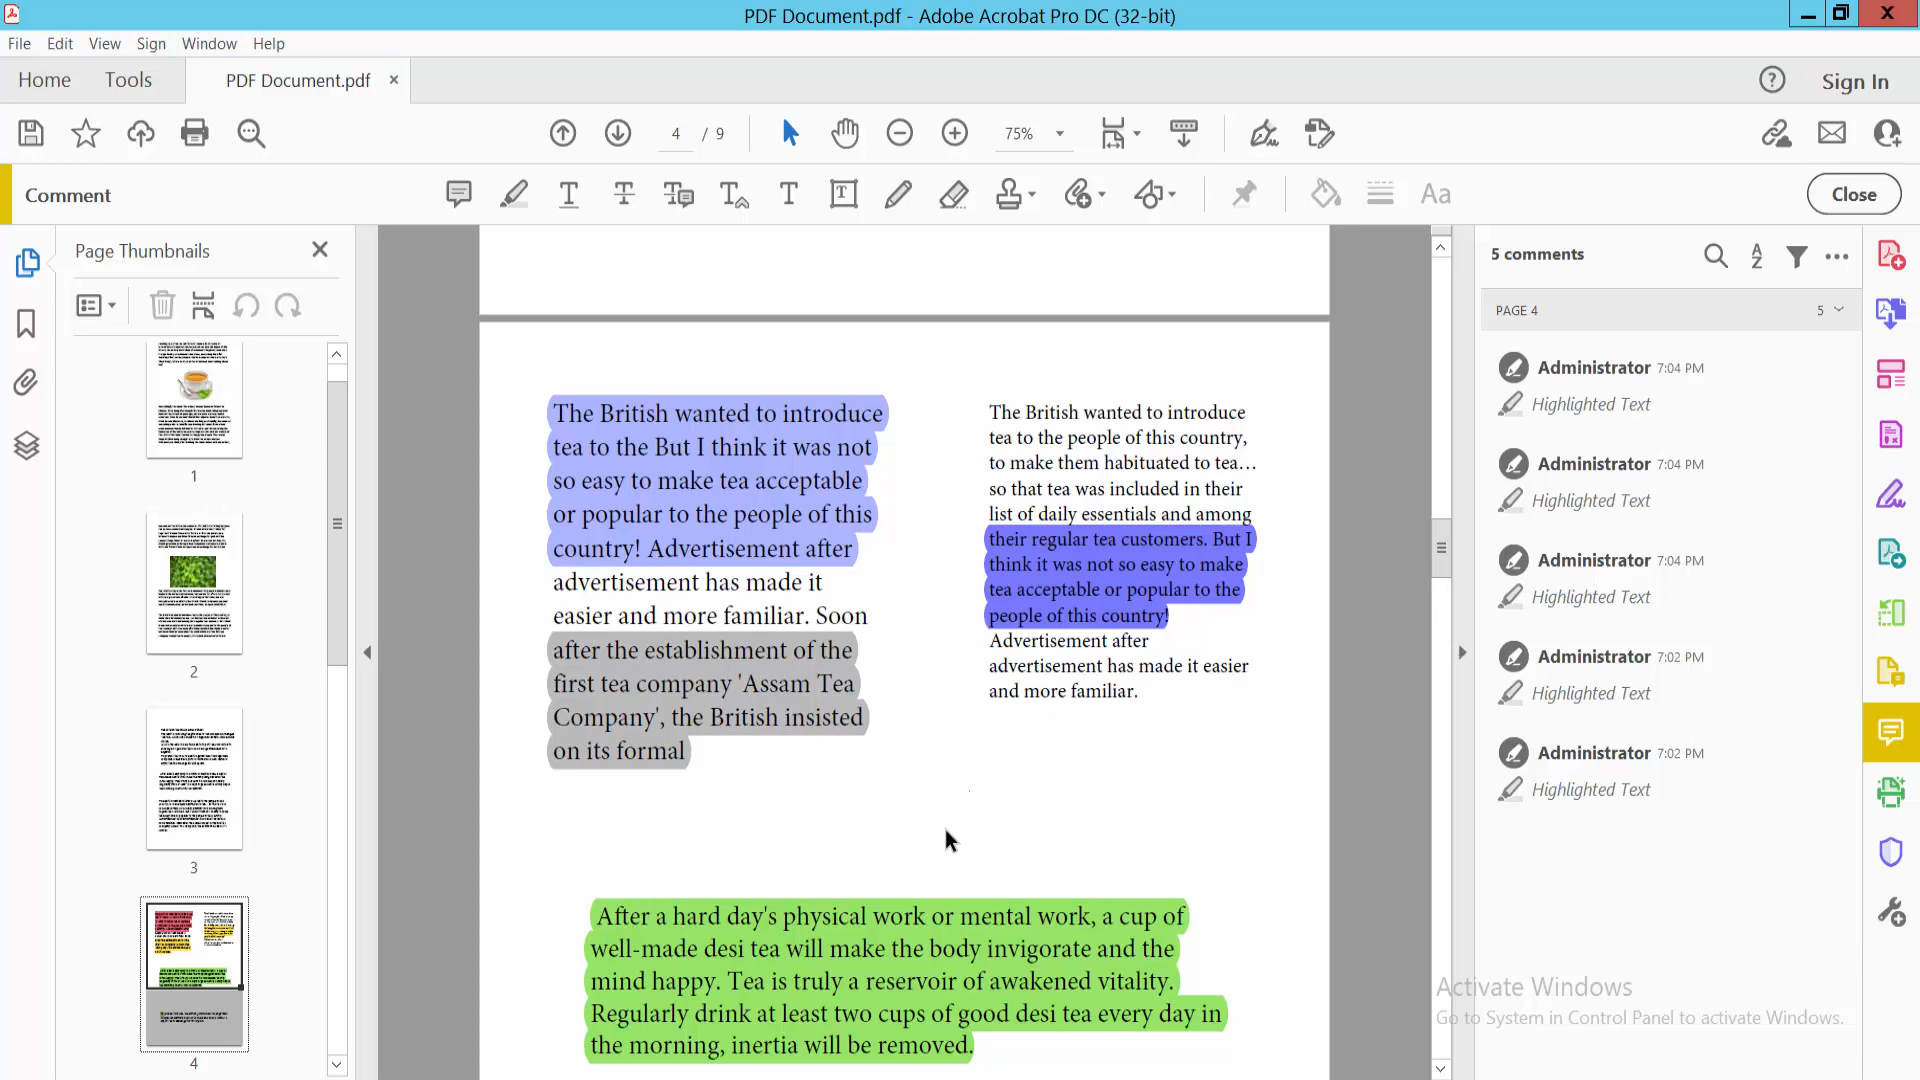 PDF Document.pdf - Adobe Acrobat Pro DC (32-bit)
File Edit View Sign Window Help
Home Tools PDF Document.pdf × Sign In
4 / 9 75%
Comment Close
Page Thumbnails
1
2
3
4
The British wanted to introduce
tea to the But I think it was not
so easy to make tea acceptable
or popular to the people of this
country! Advertisement after
advertisement has made it
easier and more familiar. Soon
after the establishment of the
first tea company 'Assam Tea
Company', the British insisted
on its formal
The British wanted to introduce
tea to the people of this country,
to make them habituated to tea…
so that tea was included in their
list of daily essentials and among
their regular tea customers. But I
think it was not so easy to make
tea acceptable or popular to the
people of this country!
Advertisement after
advertisement has made it easier
and more familiar.
After a hard day's physical work or mental work, a cup of
well-made desi tea will make the body invigorate and the
mind happy. Tea is truly a reservoir of awakened vitality.
Regularly drink at least two cups of good desi tea every day in
the morning, inertia will be removed.
5 comments
PAGE 4 5
Administrator 7:04 PM
Highlighted Text
Administrator 7:04 PM
Highlighted Text
Administrator 7:04 PM
Highlighted Text
Administrator 7:02 PM
Highlighted Text
Administrator 7:02 PM
Highlighted Text
Activate Windows
Go to System in Control Panel to activate Windows.